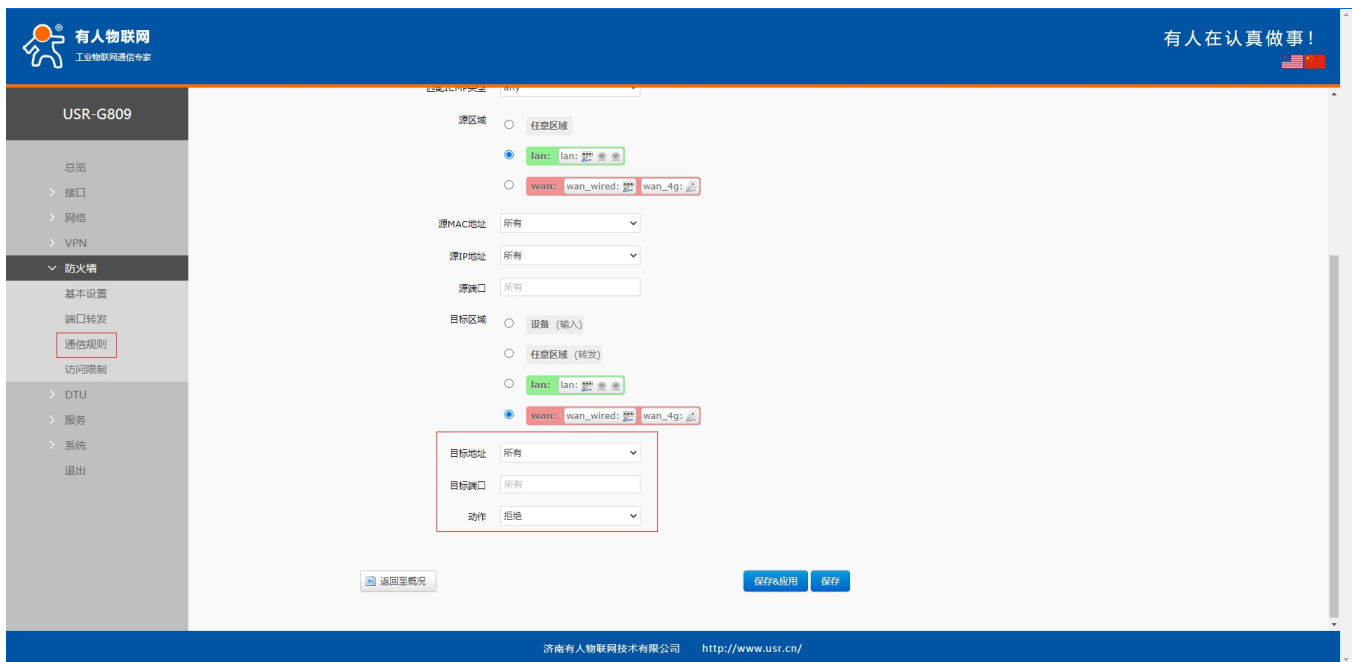 有人物联网
®
工业物联网通信专家
有人在认真做事！
USR-G809
总览
接口
网络
VPN
防火墙
基本设置
端口转发
通信规则
访问限制
DTU
服务
系统
退出
匹配ICMP类型 any
源区域 任意区域
lan: lan:
wan: wan_wired: wan_4g:
源MAC地址 所有
源IP地址 所有
源端口 所有
目标区域 设备 (输入)
任意区域 (转发)
lan: lan:
wan: wan_wired: wan_4g:
目标地址 所有
目标端口 所有
动作 拒绝
返回至概况 保存&应用 保存
济南有人物联网技术有限公司 http://www.usr.cn/